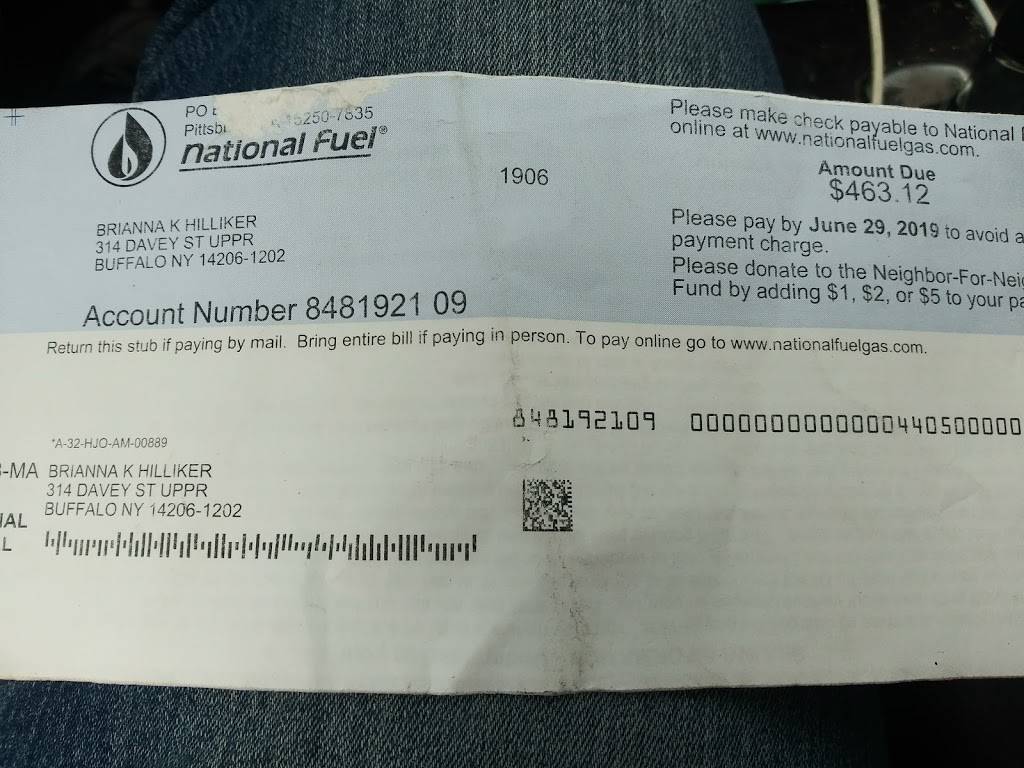 PO
15250-7835
national fuel®
Please make check payable to National
online at www.nationalfuelgas.com.
1906
Amount Due
$463.12
BRIANNA K HILLIKER
314 DAVEY ST UPPR
BUFFALO NY 14206-1202
Please pay by June 29, 2019 to avoid a
payment charge.
Please donate to the Neighbor-For-Neig
Fund by adding $1, $2, or $5 to your pa
Account Number 8481921 09
Return this stub if paying by mail. Bring entire bill if paying in person. To pay online go to www.nationalfuelgas.com.
848192109 00000000000000440500000
*A-32-HJO-AM-00889
-MA BRIANNA K HILLIKER
314 DAVEY ST UPPR
BUFFALO NY 14206-1202
IAL
L